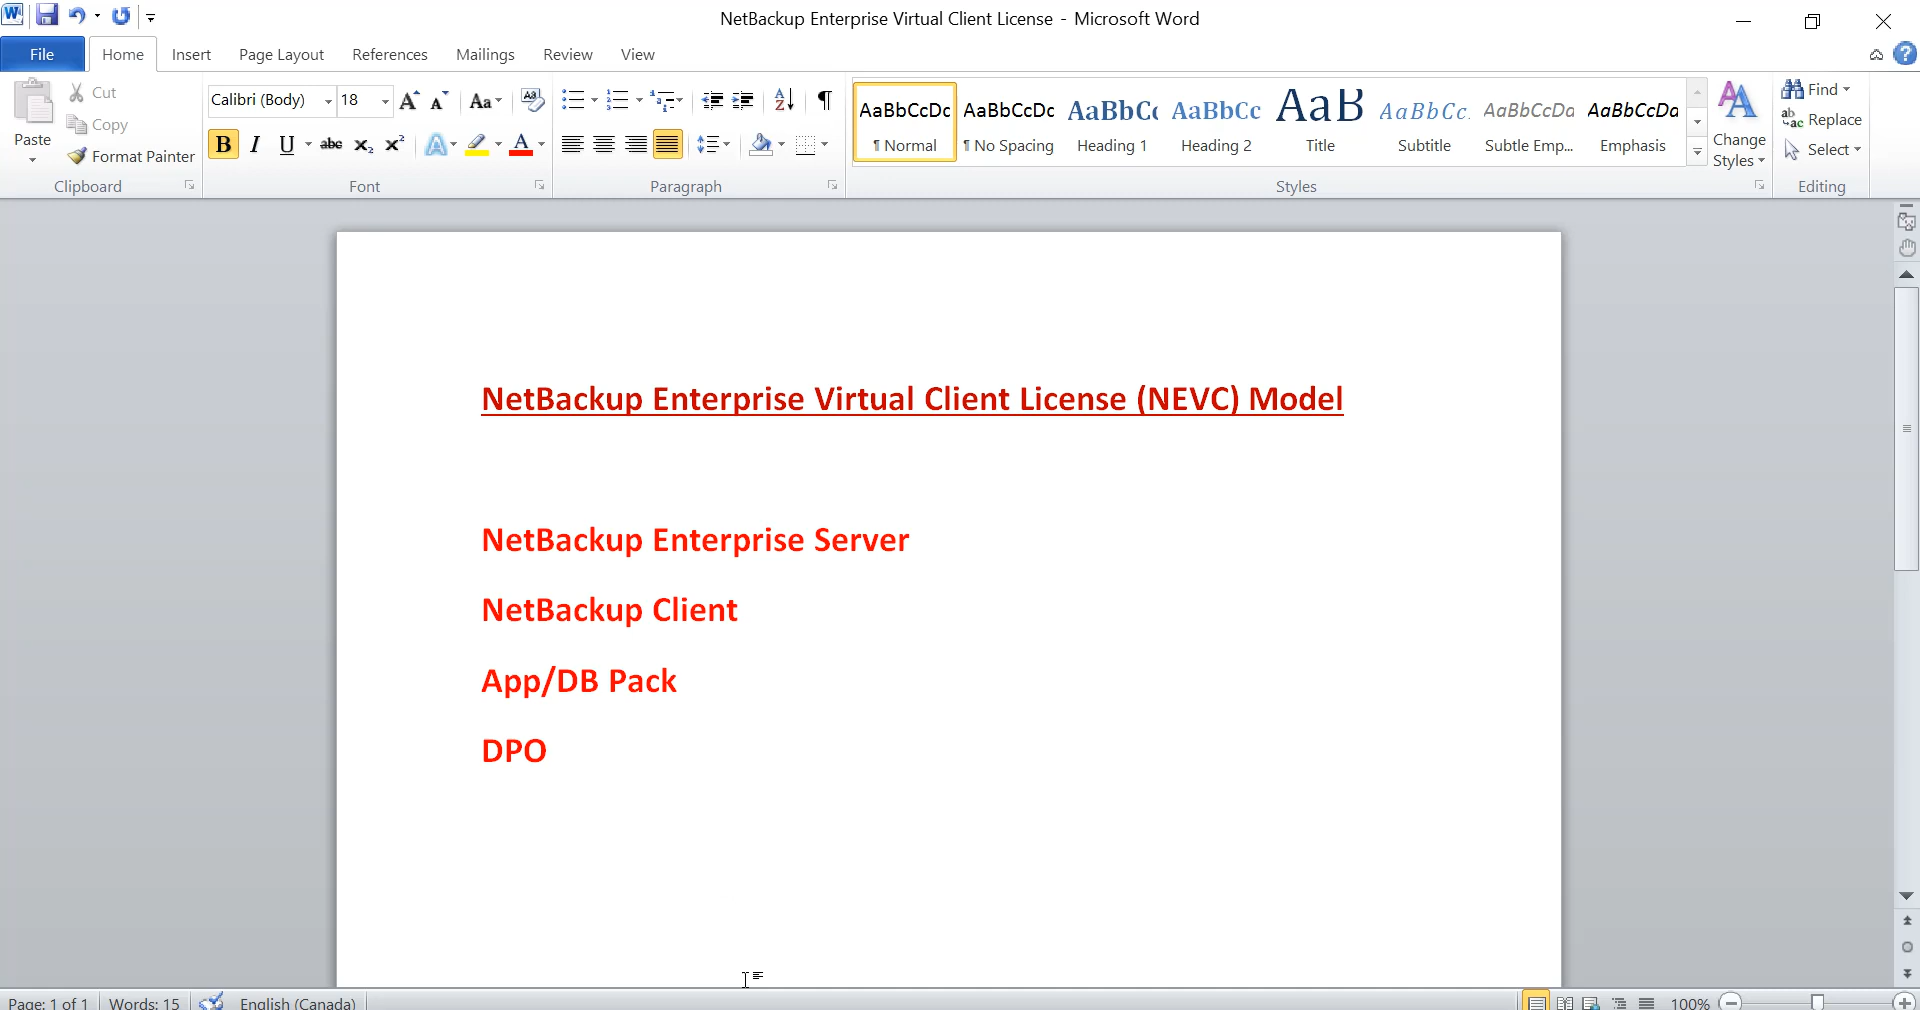 NetBackup Enterprise Virtual Client License - Microsoft Word
File Home Insert Page Layout References Mailings Review View
Paste
Cut
Copy
Format Painter
Clipboard
Calibri (Body) 18
Font
Paragraph
AaBbCcDc AaBbCcDc AaBbCc AaBbCc AaB AaBbCc. AaBbCcDa AaBbCcDa
¶ Normal ¶ No Spacing Heading 1 Heading 2 Title Subtitle Subtle Emp... Emphasis
Styles
Change
Styles
Find
Replace
Select
Editing
NetBackup Enterprise Virtual Client License (NEVC) Model
NetBackup Enterprise Server
NetBackup Client
App/DB Pack
DPO
Page: 1 of 1 Words: 15 English (Canada) 100%